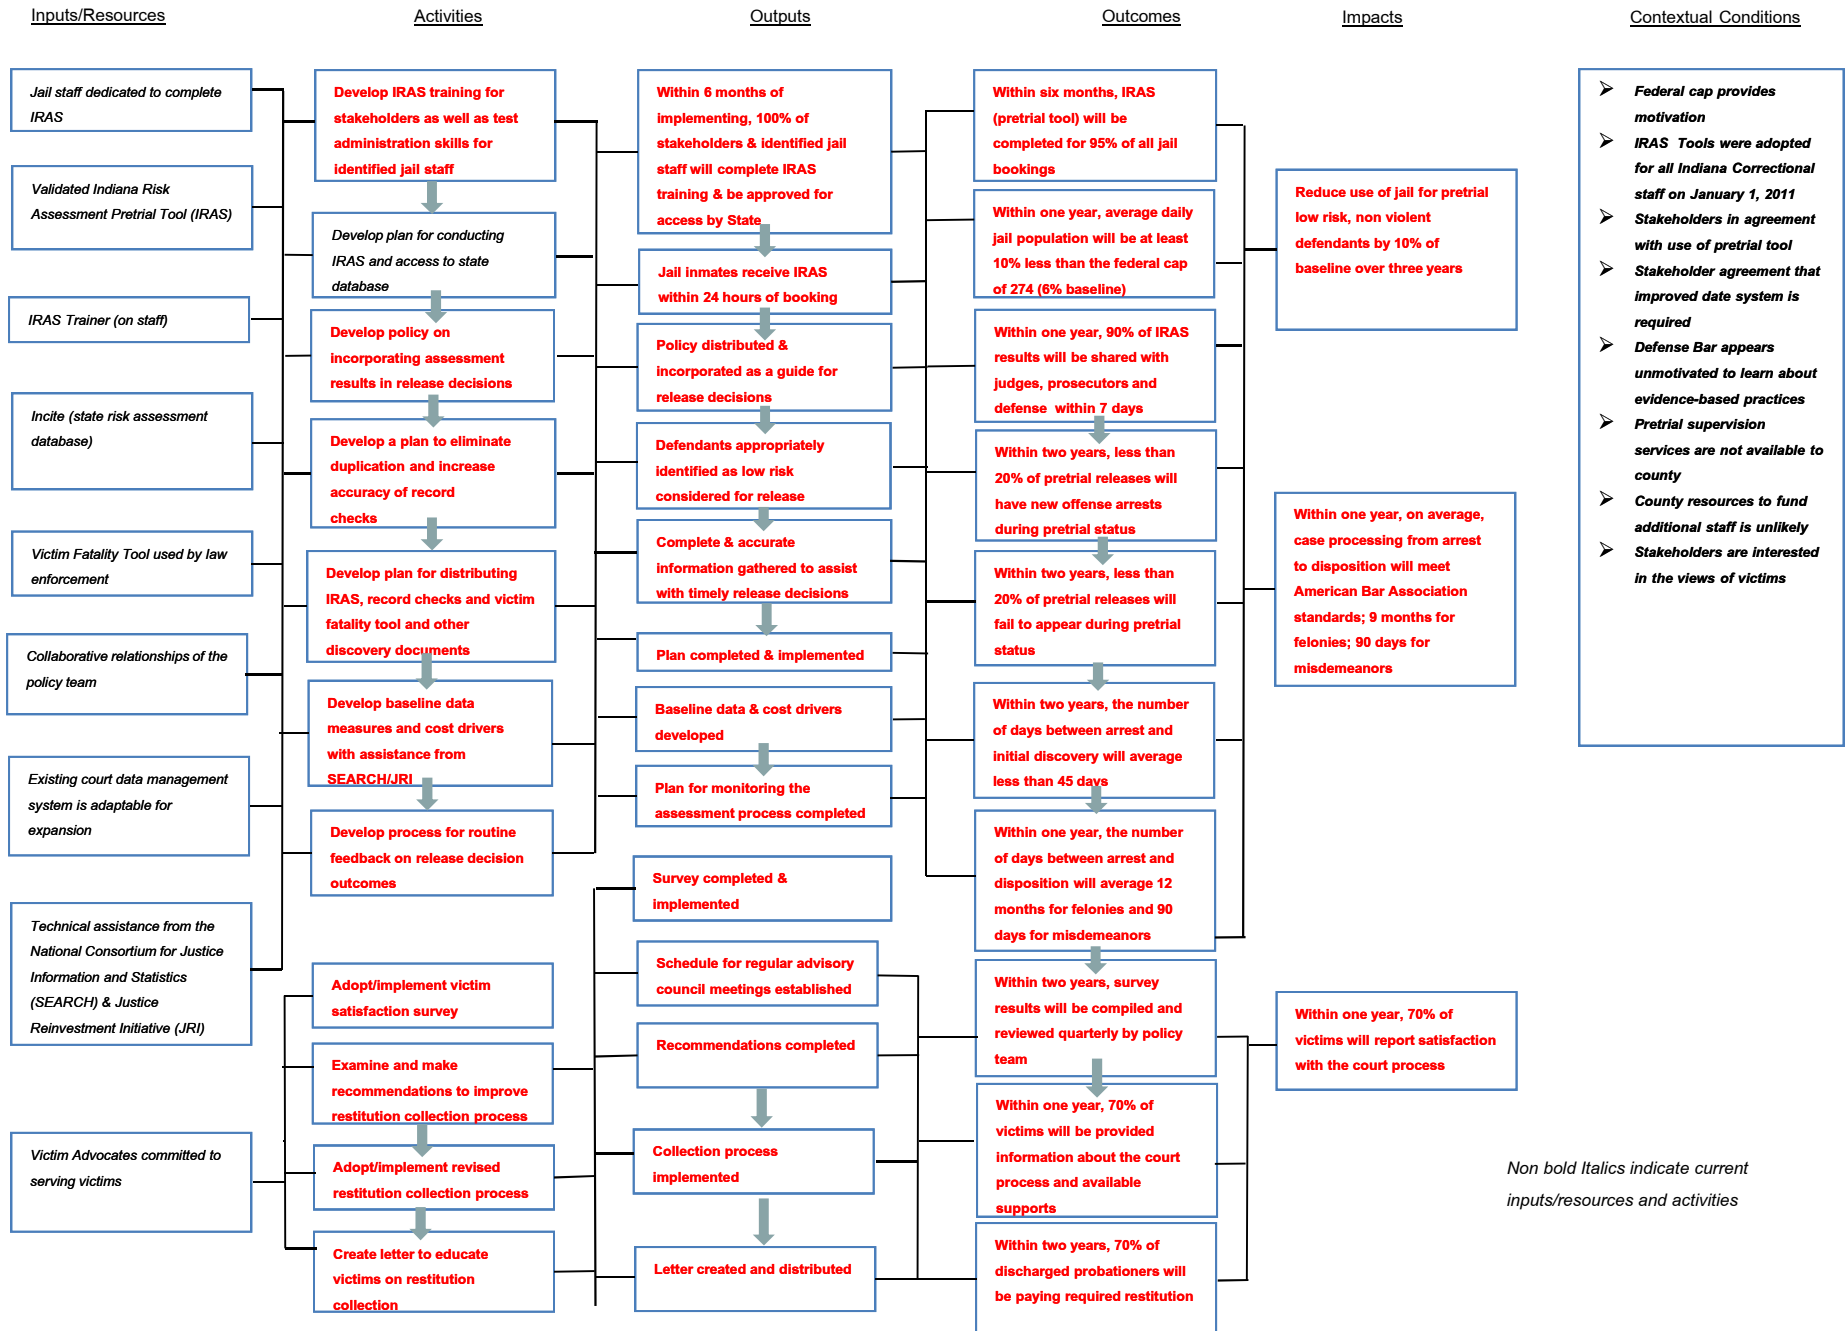 Inputs/Resources
Activities
Outputs
Outcomes
Impacts
Contextual Conditions
Jail staff dedicated to complete
IRAS
Validated Indiana Risk
Assessment Pretrial Tool (IRAS)
IRAS Trainer (on staff)
Incite (state risk assessment
database)
Victim Fatality Tool used by law
enforcement
Collaborative relationships of the
policy team
Existing court data management
system is adaptable for
expansion
Technical assistance from the
National Consortium for Justice
Information and Statistics
(SEARCH) & Justice
Reinvestment Initiative (JRI)
Victim Advocates committed to
serving victims
Develop IRAS training for
stakeholders as well as test
administration skills for
identified jail staff
Develop plan for conducting
IRAS and access to state
database
Develop policy on
incorporating assessment
results in release decisions
Develop a plan to eliminate
duplication and increase
accuracy of record
checks
Develop plan for distributing
IRAS, record checks and victim
fatality tool and other
discovery documents
Develop baseline data
measures and cost drivers
with assistance from
SEARCH/JRI
Develop process for routine
feedback on release decision
outcomes
Adopt/implement victim
satisfaction survey
Examine and make
recommendations to improve
restitution collection process
Adopt/implement revised
restitution collection process
Create letter to educate
victims on restitution
collection
Within 6 months of
implementing, 100% of
stakeholders & identified jail
staff will complete IRAS
training & be approved for
access by State
Jail inmates receive IRAS
within 24 hours of booking
Policy distributed &
incorporated as a guide for
release decisions
Defendants appropriately
identified as low risk
considered for release
Complete & accurate
information gathered to assist
with timely release decisions
Plan completed & implemented
Baseline data & cost drivers
developed
Plan for monitoring the
assessment process completed
Survey completed &
implemented
Schedule for regular advisory
council meetings established
Recommendations completed
Collection process
implemented
Letter created and distributed
Within six months, IRAS
(pretrial tool) will be
completed for 95% of all jail
bookings
Within one year, average daily
jail population will be at least
10% less than the federal cap
of 274 (6% baseline)
Within one year, 90% of IRAS
results will be shared with
judges, prosecutors and
defense within 7 days
Within two years, less than
20% of pretrial releases will
have new offense arrests
during pretrial status
Within two years, less than
20% of pretrial releases will
fail to appear during pretrial
status
Within two years, the number
of days between arrest and
initial discovery will average
less than 45 days
Within one year, the number
of days between arrest and
disposition will average 12
months for felonies and 90
days for misdemeanors
Within two years, survey
results will be compiled and
reviewed quarterly by policy
team
Within one year, 70% of
victims will be provided
information about the court
process and available
supports
Within two years, 70% of
discharged probationers will
be paying required restitution
Reduce use of jail for pretrial
low risk, non violent
defendants by 10% of
baseline over three years
Within one year, on average,
case processing from arrest
to disposition will meet
American Bar Association
standards; 9 months for
felonies; 90 days for
misdemeanors
Within one year, 70% of
victims will report satisfaction
with the court process
➢ Federal cap provides
motivation
➢ IRAS Tools were adopted
for all Indiana Correctional
staff on January 1, 2011
➢ Stakeholders in agreement
with use of pretrial tool
➢ Stakeholder agreement that
improved date system is
required
➢ Defense Bar appears
unmotivated to learn about
evidence-based practices
➢ Pretrial supervision
services are not available to
county
➢ County resources to fund
additional staff is unlikely
➢ Stakeholders are interested
in the views of victims
Non bold Italics indicate current
inputs/resources and activities